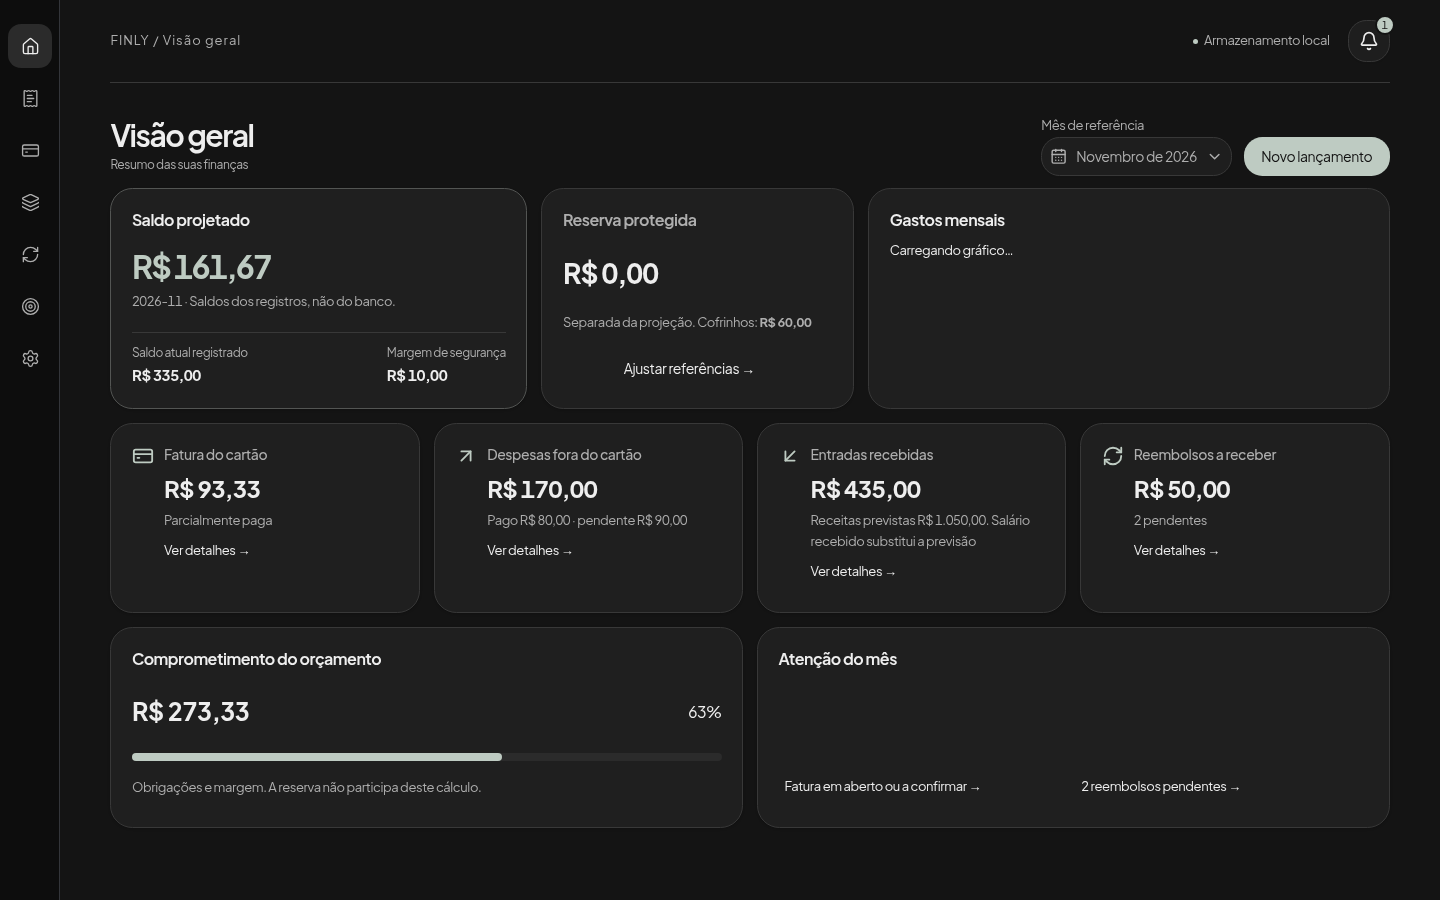 FINLY / Visão geral
Armazenamento local
1
Visão geral
Resumo das suas finanças
Mês de referência
Novembro de 2026
Novo lançamento
Saldo projetado
R$ 161,67
2026-11 · Saldos dos registros, não do banco.
Saldo atual registrado
R$ 335,00
Margem de segurança
R$ 10,00
Reserva protegida
R$ 0,00
Separada da projeção. Cofrinhos: R$ 60,00
Ajustar referências →
Gastos mensais
Carregando gráfico…
Fatura do cartão
R$ 93,33
Parcialmente paga
Ver detalhes →
Despesas fora do cartão
R$ 170,00
Pago R$ 80,00 · pendente R$ 90,00
Ver detalhes →
Entradas recebidas
R$ 435,00
Receitas previstas R$ 1.050,00. Salário
recebido substitui a previsão
Ver detalhes →
Reembolsos a receber
R$ 50,00
2 pendentes
Ver detalhes →
Comprometimento do orçamento
R$ 273,33
63%
Obrigações e margem. A reserva não participa deste cálculo.
Atenção do mês
Fatura em aberto ou a confirmar →
2 reembolsos pendentes →